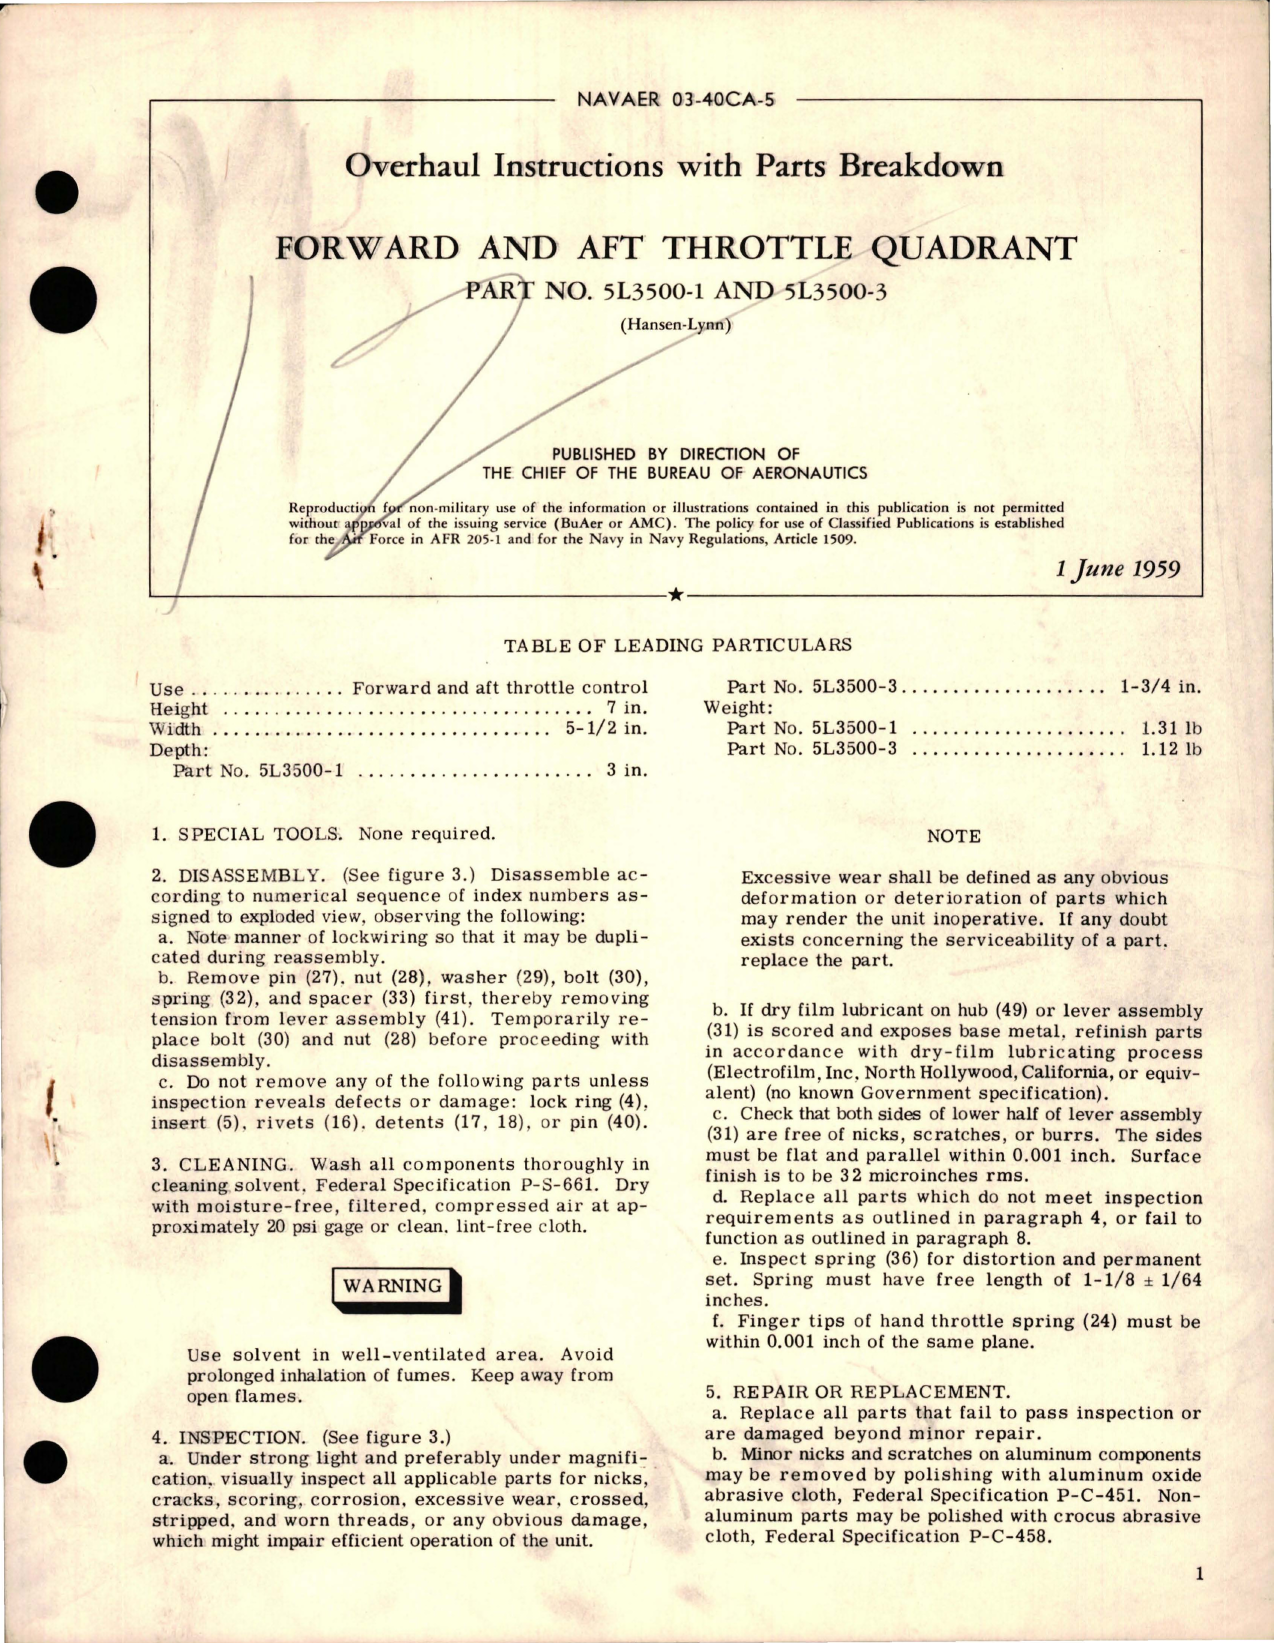 NAVAER 03-40CA-5
Overhaul Instructions with Parts Breakdown
FORWARD AND AFT THROTTLE QUADRANT
PART NO. 5L3500-1 AND 5L3500-3
(Hansen-Lynn)
PUBLISHED BY DIRECTION OF
THE CHIEF OF THE BUREAU OF AERONAUTICS
Reproduction for non-military use of the information or illustrations contained in this publication is not permitted
without approval of the issuing service (BuAer or AMC). The policy for use of Classified Publications is established
for the Air Force in AFR 205-1 and for the Navy in Navy Regulations, Article 1509.
1 June 1959
TABLE OF LEADING PARTICULARS
Use ............... Forward and aft throttle control
Height .................................... 7 in.
Width ................................. 5-1/2 in.
Depth:
Part No. 5L3500-1 ....................... 3 in.
Part No. 5L3500-3.................... 1-3/4 in.
Weight:
Part No. 5L3500-1 ..................... 1.31 lb
Part No. 5L3500-3 ..................... 1.12 lb
1. SPECIAL TOOLS. None required.
2. DISASSEMBLY. (See figure 3.) Disassemble ac-
cording to numerical sequence of index numbers as-
signed to exploded view, observing the following:
a. Note manner of lockwiring so that it may be dupli-
cated during reassembly.
b. Remove pin (27), nut (28), washer (29), bolt (30),
spring (32), and spacer (33) first, thereby removing
tension from lever assembly (41). Temporarily re-
place bolt (30) and nut (28) before proceeding with
disassembly.
c. Do not remove any of the following parts unless
inspection reveals defects or damage: lock ring (4),
insert (5), rivets (16), detents (17, 18), or pin (40).
3. CLEANING. Wash all components thoroughly in
cleaning solvent, Federal Specification P-S-661. Dry
with moisture-free, filtered, compressed air at ap-
proximately 20 psi gage or clean, lint-free cloth.
WARNING
Use solvent in well-ventilated area. Avoid
prolonged inhalation of fumes. Keep away from
open flames.
4. INSPECTION. (See figure 3.)
a. Under strong light and preferably under magnifi-
cation, visually inspect all applicable parts for nicks,
cracks, scoring, corrosion, excessive wear, crossed,
stripped, and worn threads, or any obvious damage,
which might impair efficient operation of the unit.
NOTE
Excessive wear shall be defined as any obvious
deformation or deterioration of parts which
may render the unit inoperative. If any doubt
exists concerning the serviceability of a part,
replace the part.
b. If dry film lubricant on hub (49) or lever assembly
(31) is scored and exposes base metal, refinish parts
in accordance with dry-film lubricating process
(Electrofilm, Inc, North Hollywood, California, or equiv-
alent) (no known Government specification).
c. Check that both sides of lower half of lever assembly
(31) are free of nicks, scratches, or burrs. The sides
must be flat and parallel within 0.001 inch. Surface
finish is to be 32 microinches rms.
d. Replace all parts which do not meet inspection
requirements as outlined in paragraph 4, or fail to
function as outlined in paragraph 8.
e. Inspect spring (36) for distortion and permanent
set. Spring must have free length of 1-1/8 ± 1/64
inches.
f. Finger tips of hand throttle spring (24) must be
within 0.001 inch of the same plane.
5. REPAIR OR REPLACEMENT.
a. Replace all parts that fail to pass inspection or
are damaged beyond minor repair.
b. Minor nicks and scratches on aluminum components
may be removed by polishing with aluminum oxide
abrasive cloth, Federal Specification P-C-451. Non-
aluminum parts may be polished with crocus abrasive
cloth, Federal Specification P-C-458.
1